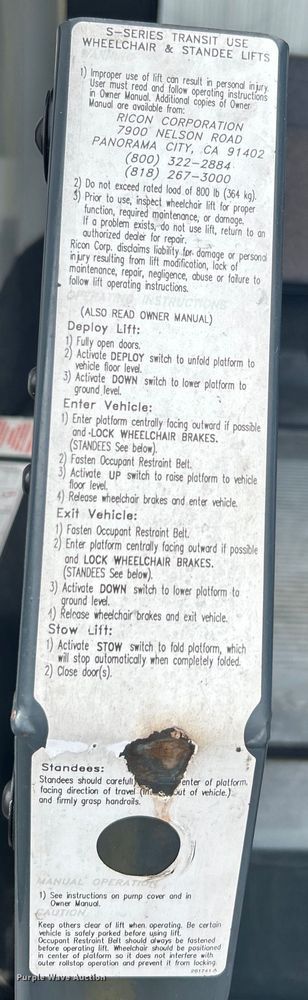 S-SERIES TRANSIT USE
WHEELCHAIR & STANDEE LIFTS
1) Improper use of lift can result in personal injury.
User must read and follow operating instructions
in Owner Manual. Additional copies of Owner
Manual are available from:
RICON CORPORATION
7900 NELSON ROAD
PANORAMA CITY, CA 91402
(800) 322-2884
(818) 267-3000
2) Do not exceed rated load of 800 lb (364 kg).
3) Prior to use, inspect wheelchair lift for proper
function, required maintenance, or damage.
If a problem exists, do not use lift, return to an
authorized dealer for repair.
Ricon Corp. disclaims liability for damage or personal
injury resulting from lift modification, lack of
maintenance, repair, negligence, abuse or failure to
follow lift operating instructions.
OPERATING INSTRUCTIONS
(ALSO READ OWNER MANUAL)
Deploy Lift:
1) Fully open doors.
2) Activate DEPLOY switch to unfold platform to
vehicle floor level.
3) Activate DOWN switch to lower platform to
ground level.
Enter Vehicle:
1) Enter platform centrally facing outward if possible
and LOCK WHEELCHAIR BRAKES.
(STANDEES See below).
2) Fasten Occupant Restraint Belt.
3) Activate UP switch to raise platform to vehicle
floor level.
4) Release wheelchair brakes and enter vehicle.
Exit Vehicle:
1) Fasten Occupant Restraint Belt.
2) Enter platform centrally facing outward if possible
and LOCK WHEELCHAIR BRAKES.
(STANDEES See below).
3) Activate DOWN switch to lower platform to
ground level.
4) Release wheelchair brakes and exit vehicle.
Stow Lift:
1) Activate STOW switch to fold platform, which
will stop automatically when completely folded.
2) Close door(s).
Standees:
Standees should carefull enter of platform,
facing direction of travel (in out of vehicle.)
and firmly grasp handrails.
MANUAL OPERATION
1) See instructions on pump cover and in
Owner Manual.
CAUTION
Keep others clear of lift when operating. Be certain
vehicle is safely parked before using lift.
Occupant Restraint Belt should always be fastened
before operating lift. Wheelchair should be positioned
in center of platform so it does not interfere with
outer rollstop operation and prevent it from locking.
Purple Wave Auction